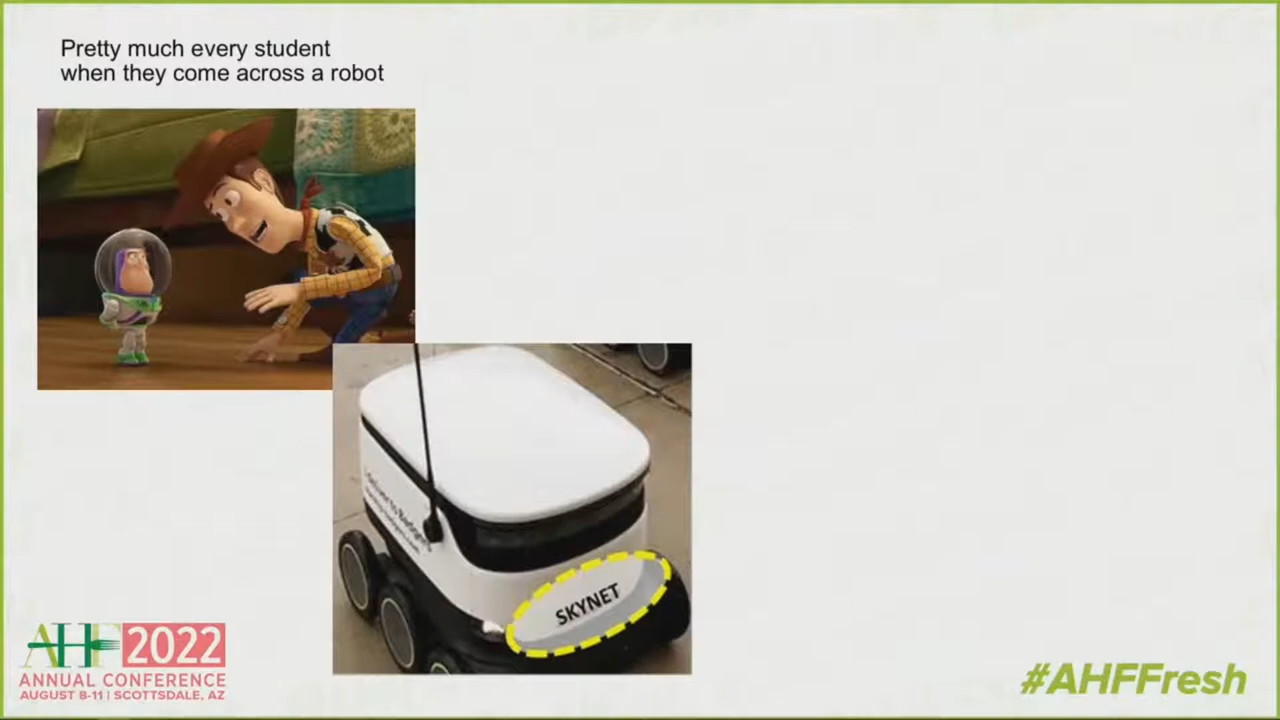 Pretty much every student
when they come across a robot
SKYNET
AHF 2022
ANNUAL CONFERENCE
AUGUST 8-11 | SCOTTSDALE, AZ
#AHFFresh